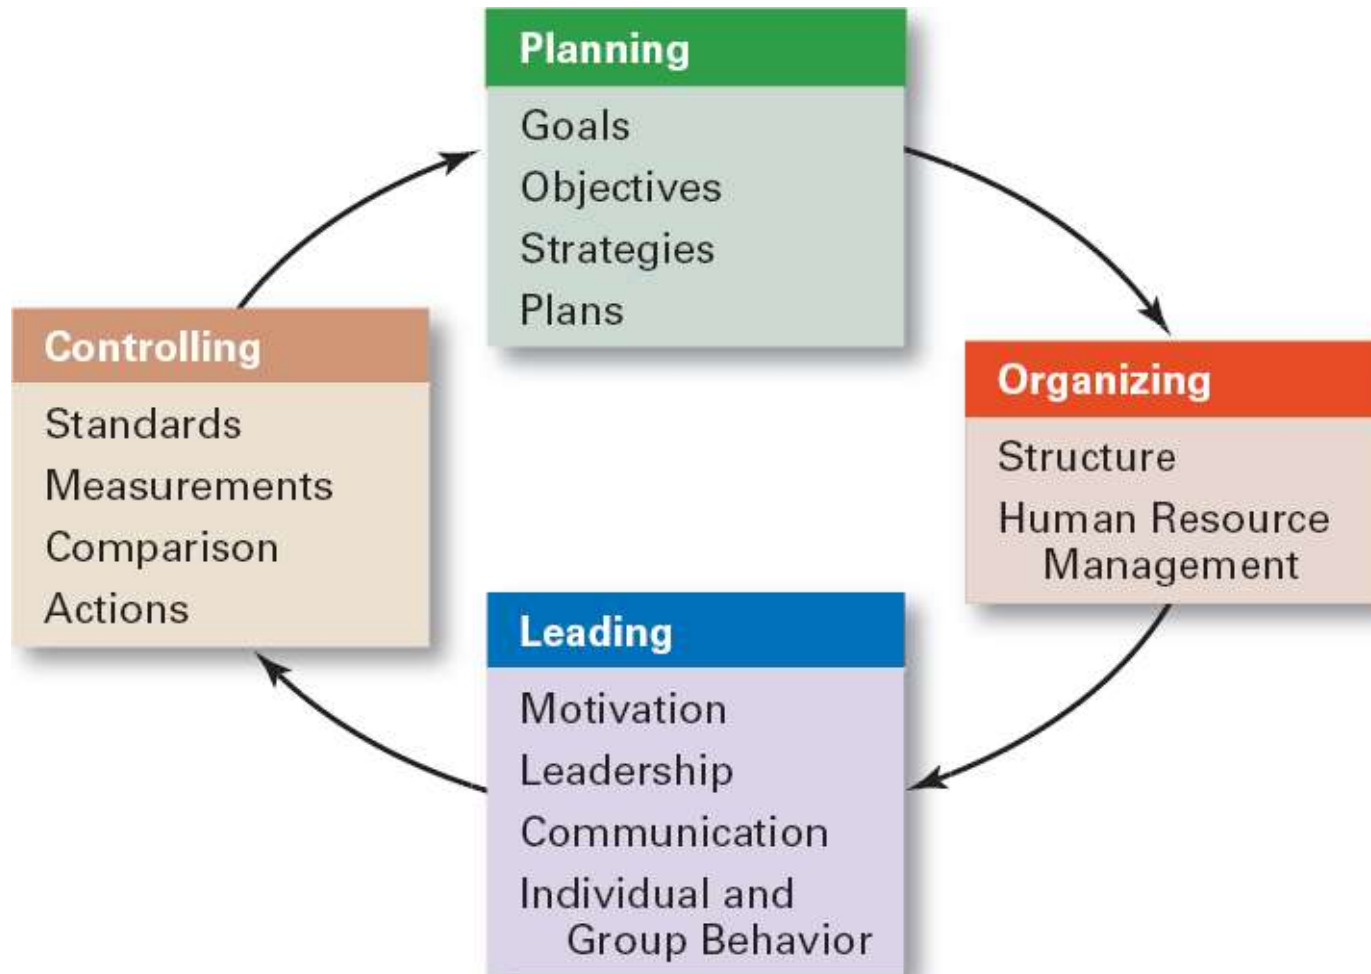 Planning
Goals
Objectives
Strategies
Plans
Organizing
Structure
Human Resource
Management
Leading
Motivation
Leadership
Communication
Individual and
Group Behavior
Controlling
Standards
Measurements
Comparison
Actions